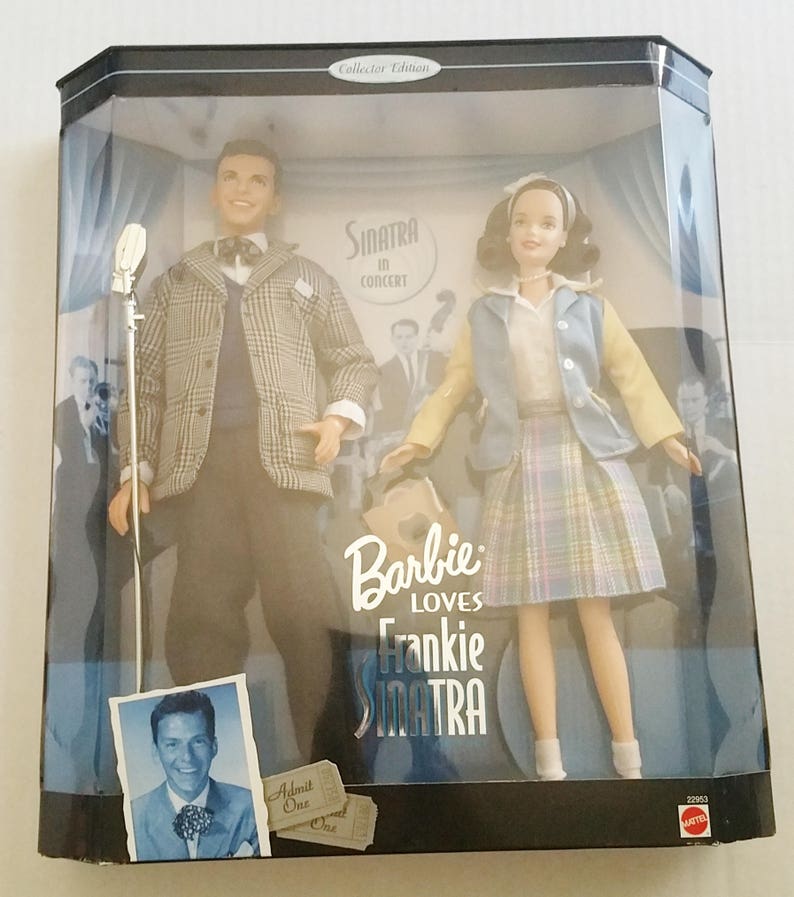 Collector Edition
SINATRA
IN
CONCERT
Barbie®
LOVES
Frankie
SINATRA
Admit
One
One
22953
MATTEL